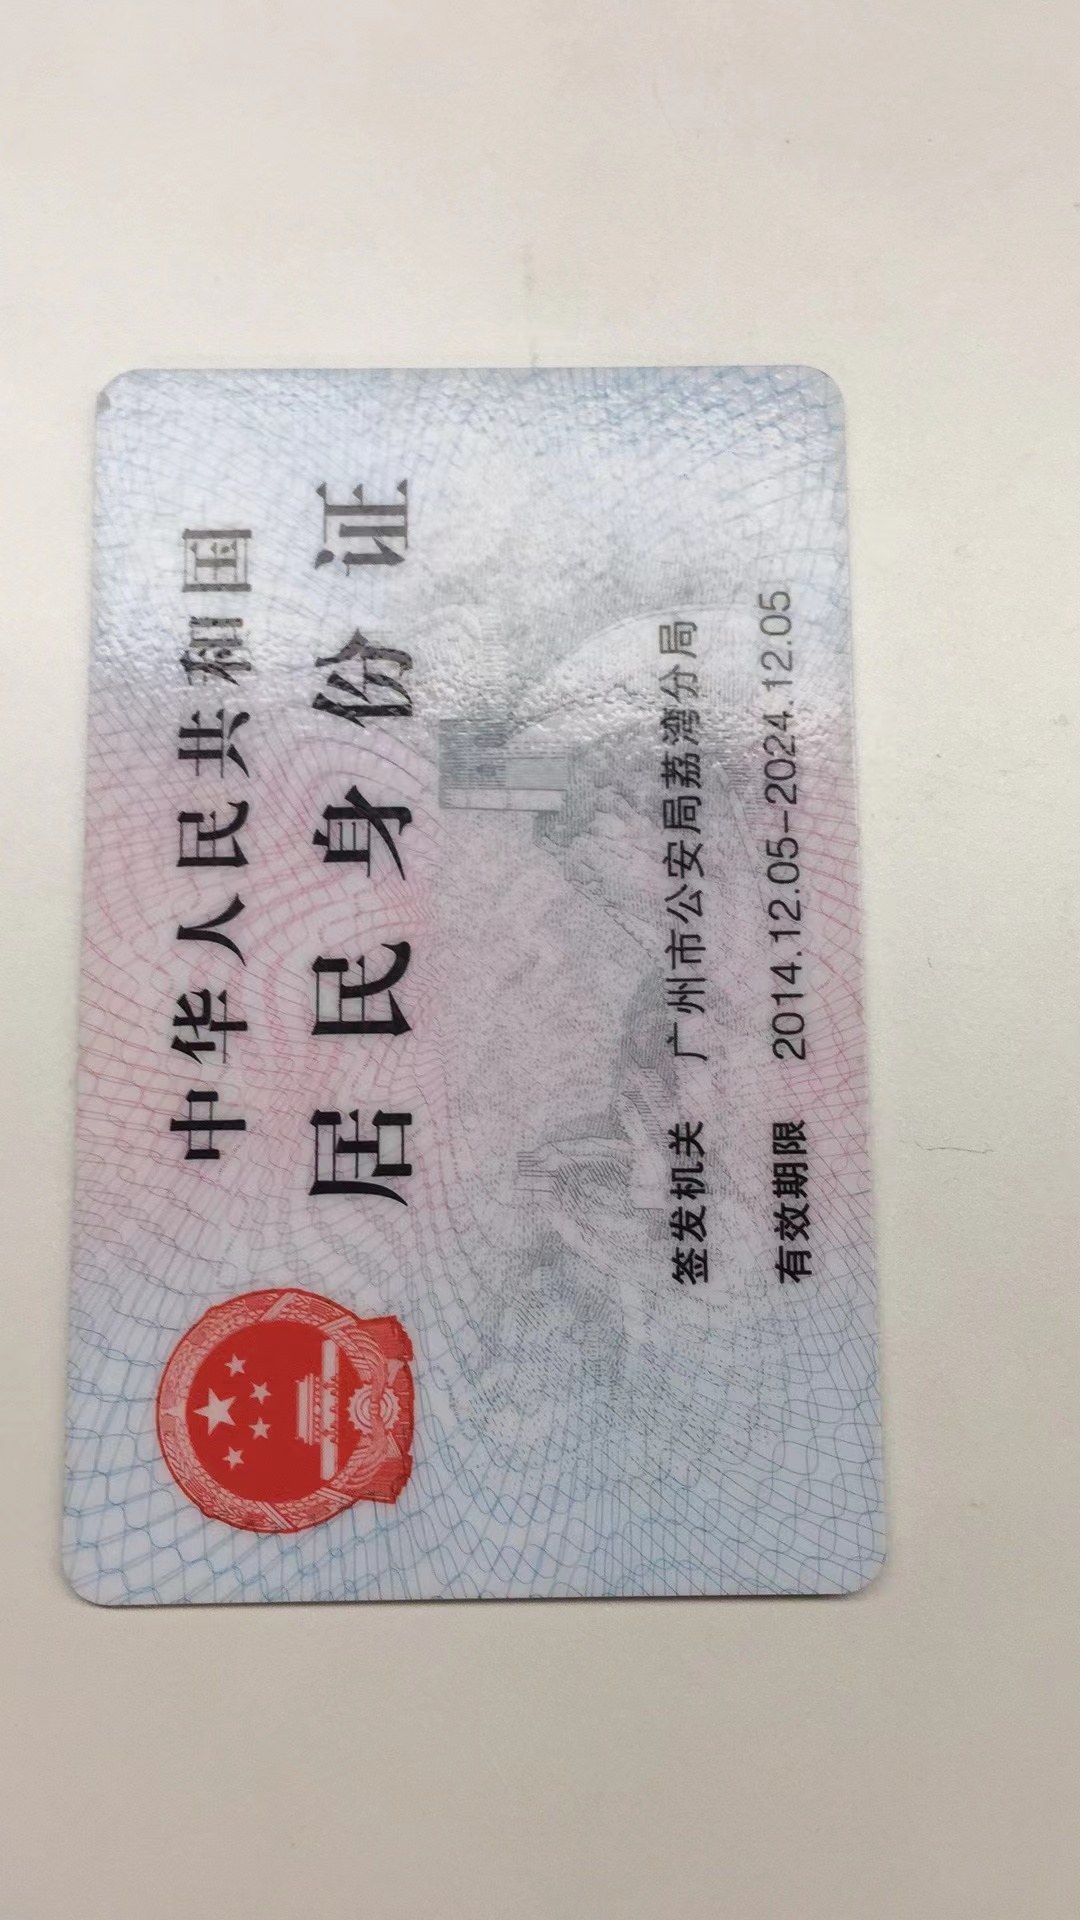 中华人民共和国
居民身份证
签发机关 广州市公安局荔湾分局
有效期限 2014.12.05-2024.12.05